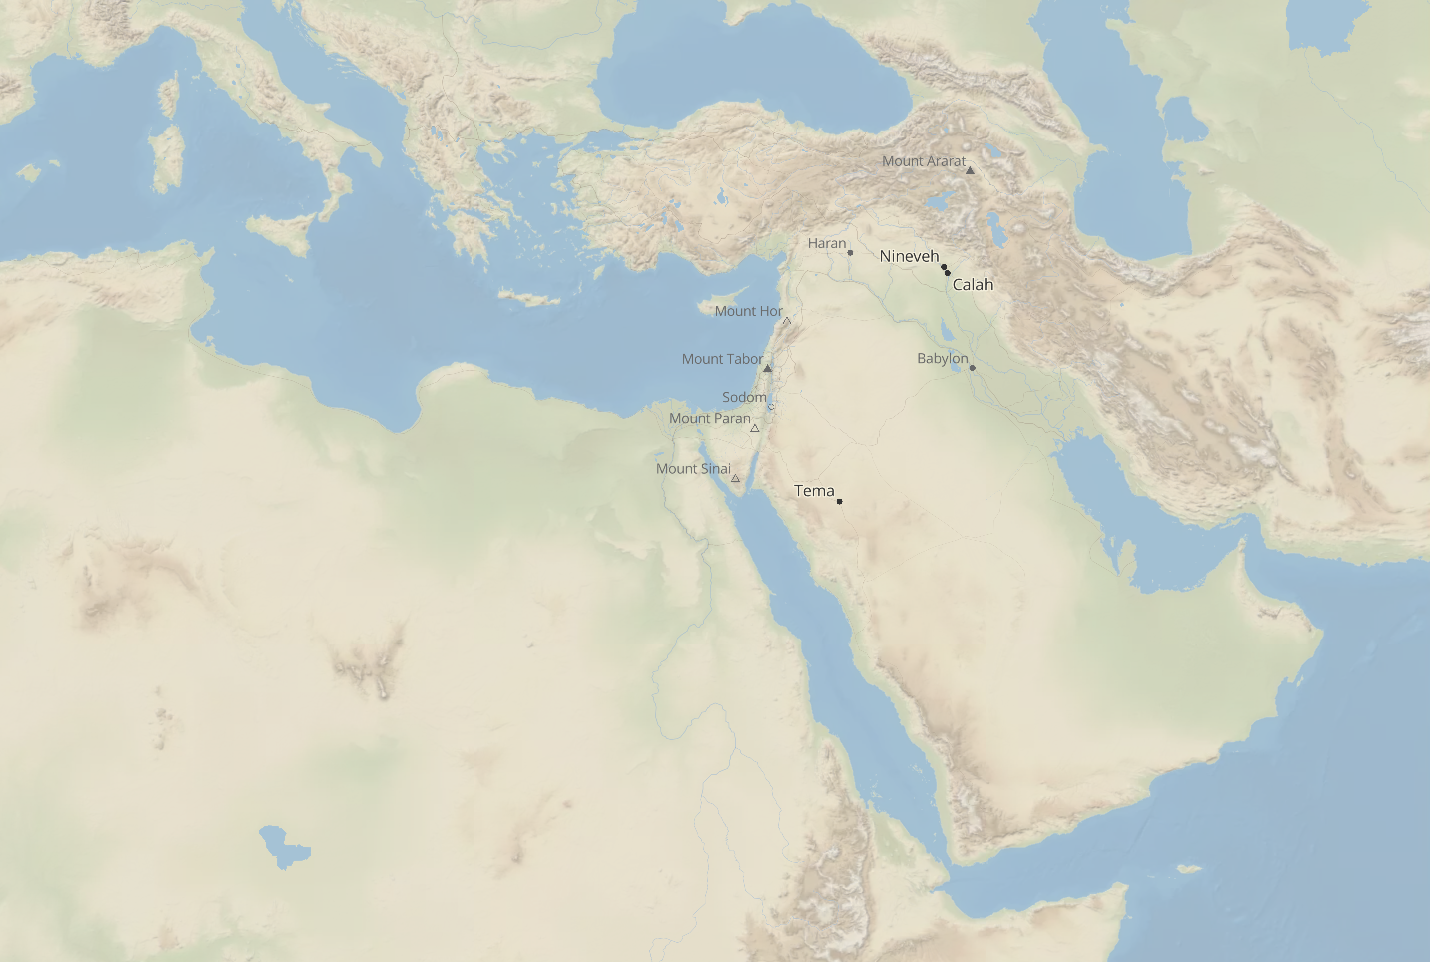 Mount Ararat
Haran
Nineveh
Calah
Mount Hor
Mount Tabor
Babylon
Sodom
Mount Paran
Mount Sinai
Tema